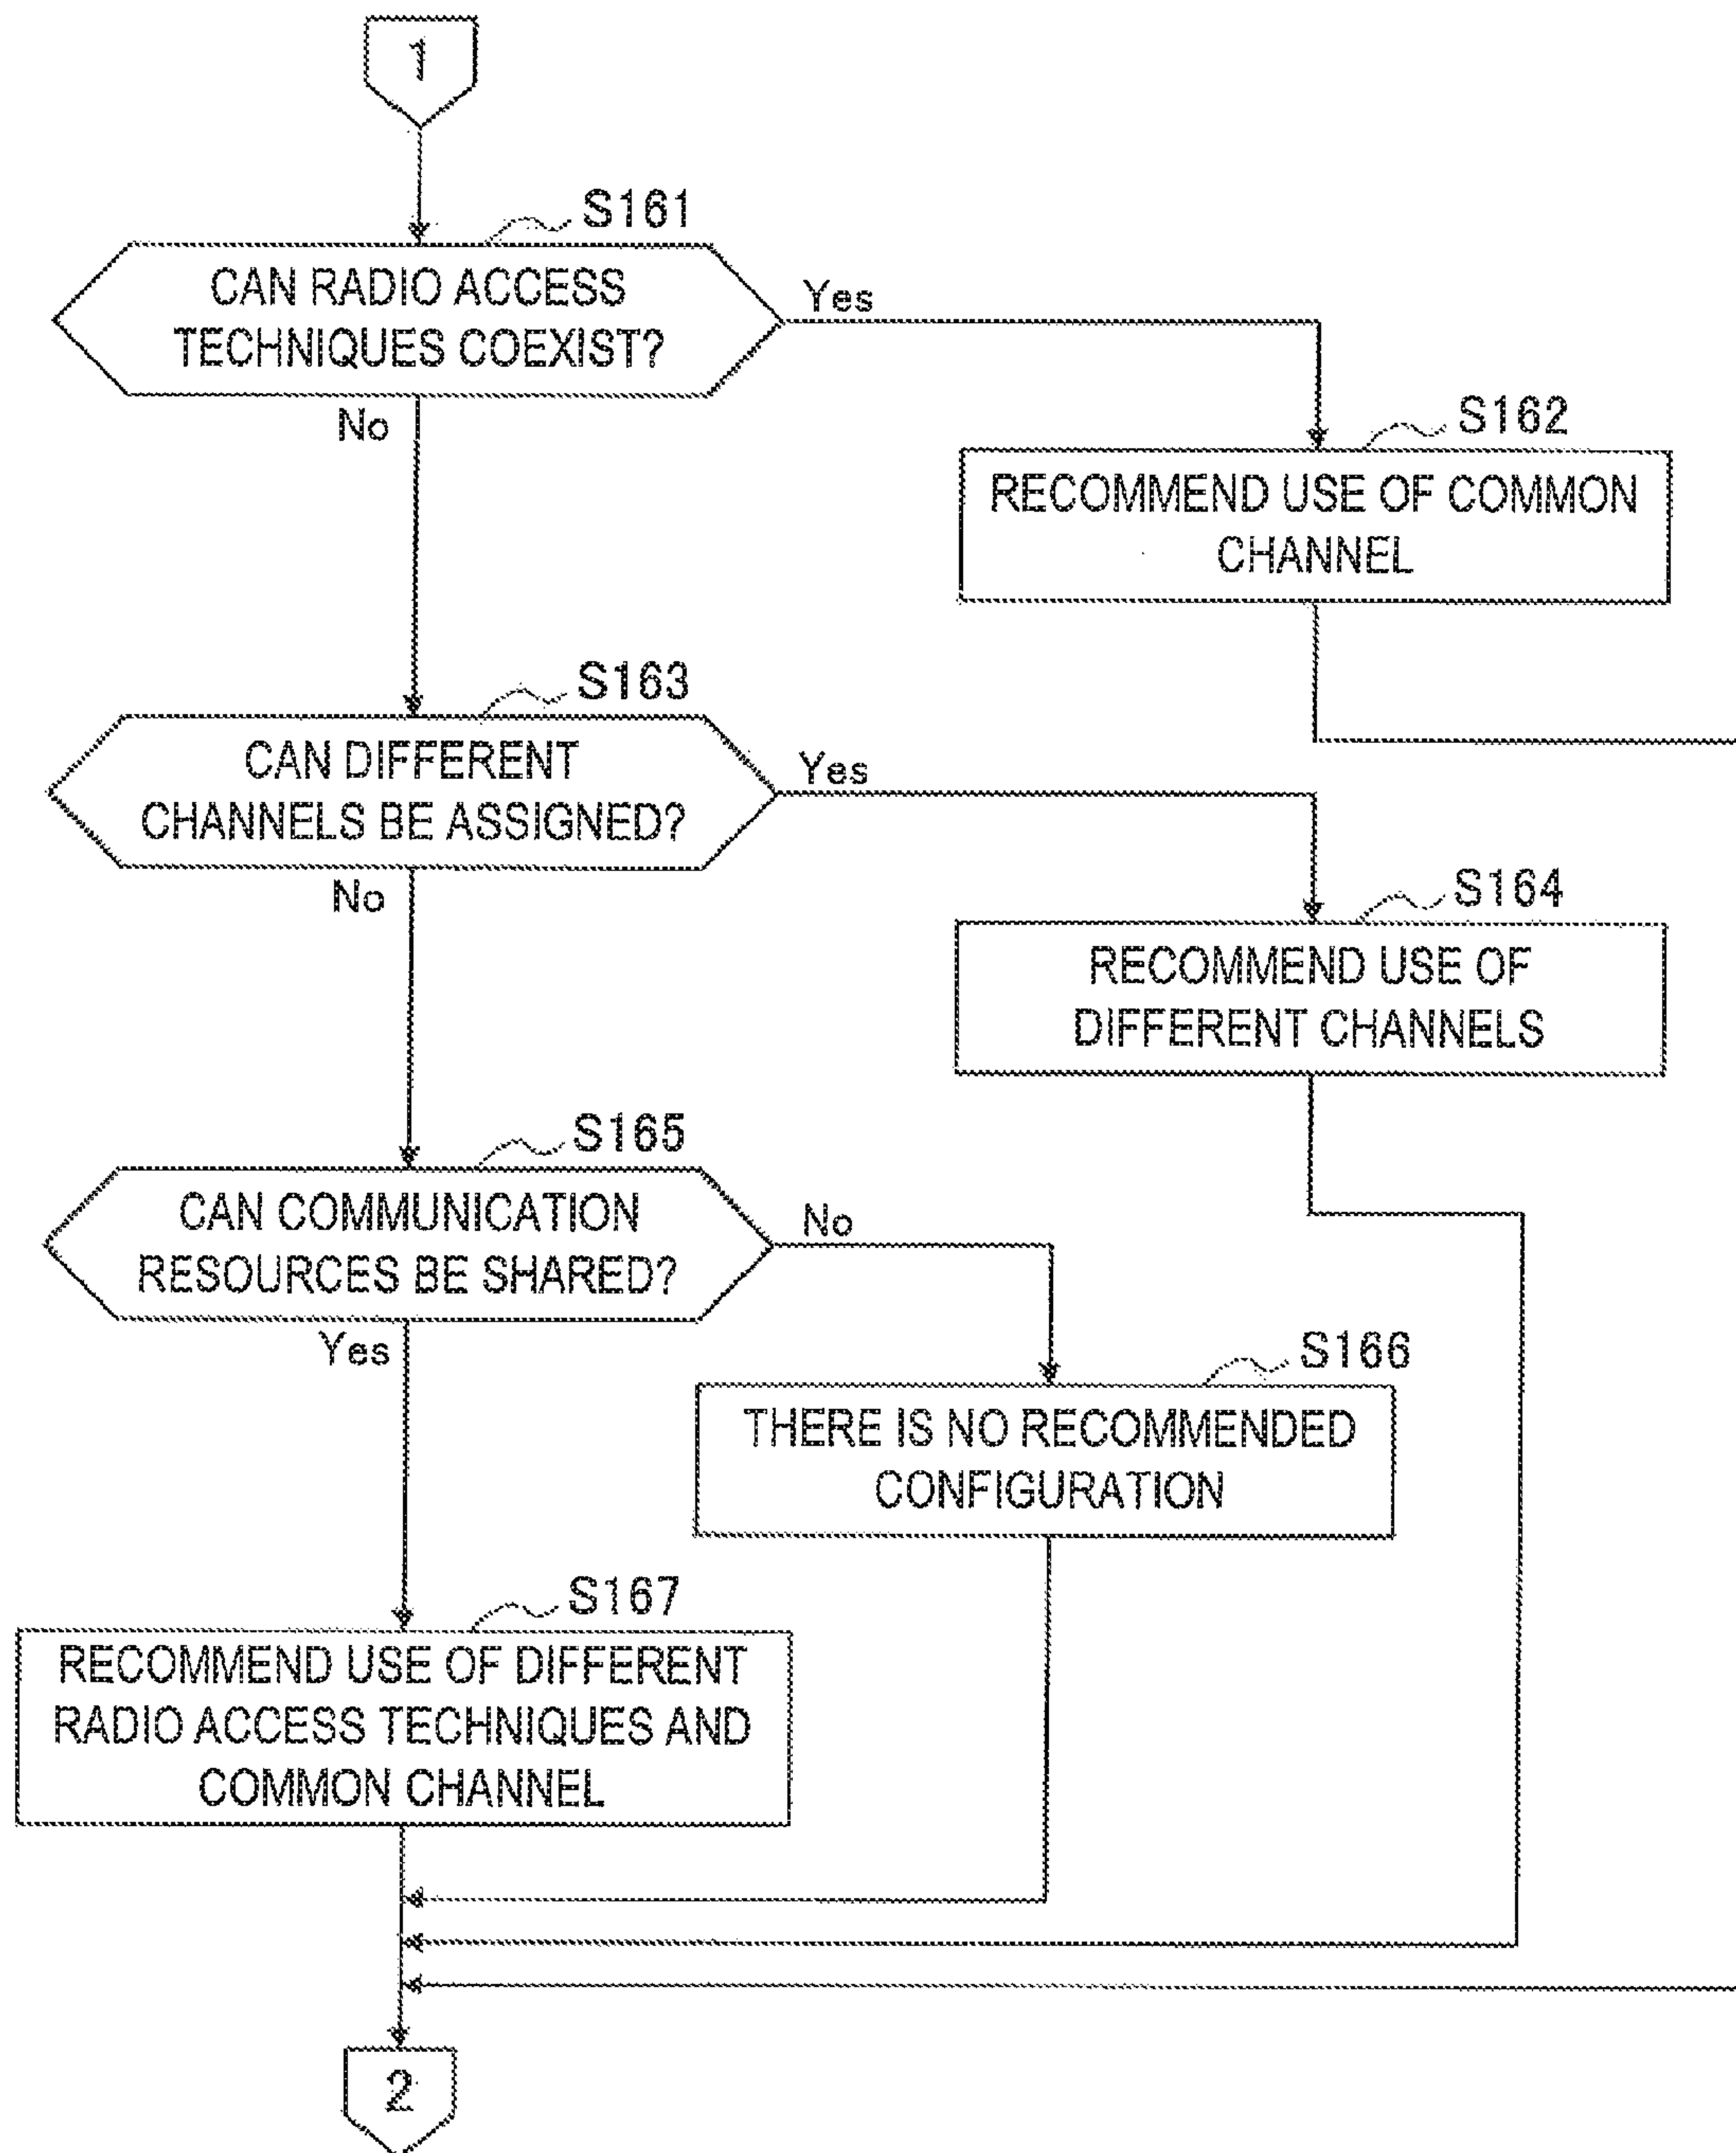 1
S161
CAN RADIO ACCESS
TECHNIQUES COEXIST?
Yes
No
S162
RECOMMEND USE OF COMMON
CHANNEL
S163
CAN DIFFERENT
CHANNELS BE ASSIGNED?
Yes
No
S164
RECOMMEND USE OF
DIFFERENT CHANNELS
S165
CAN COMMUNICATION
RESOURCES BE SHARED?
No
Yes
S166
THERE IS NO RECOMMENDED
CONFIGURATION
S167
RECOMMEND USE OF DIFFERENT
RADIO ACCESS TECHNIQUES AND
COMMON CHANNEL
2